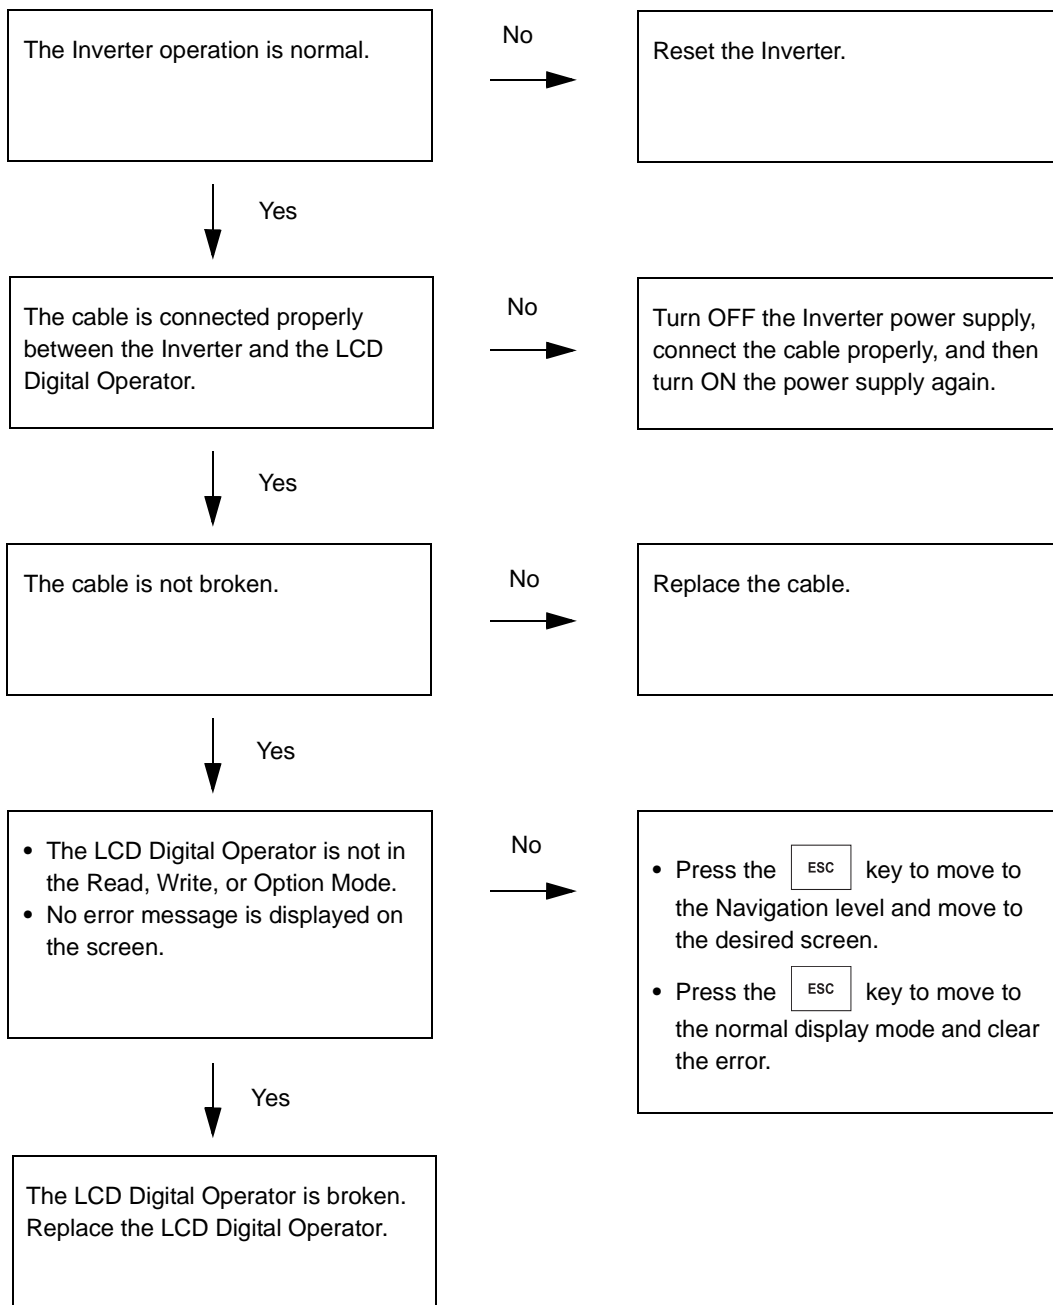 The Inverter operation is normal.
No
Reset the Inverter.
Yes
The cable is connected properly
between the Inverter and the LCD
Digital Operator.
No
Turn OFF the Inverter power supply,
connect the cable properly, and then
turn ON the power supply again.
Yes
The cable is not broken.
No
Replace the cable.
Yes
• The LCD Digital Operator is not in
the Read, Write, or Option Mode.
• No error message is displayed on
the screen.
No
• Press the ESC key to move to
the Navigation level and move to
the desired screen.
• Press the ESC key to move to
the normal display mode and clear
the error.
Yes
The LCD Digital Operator is broken.
Replace the LCD Digital Operator.